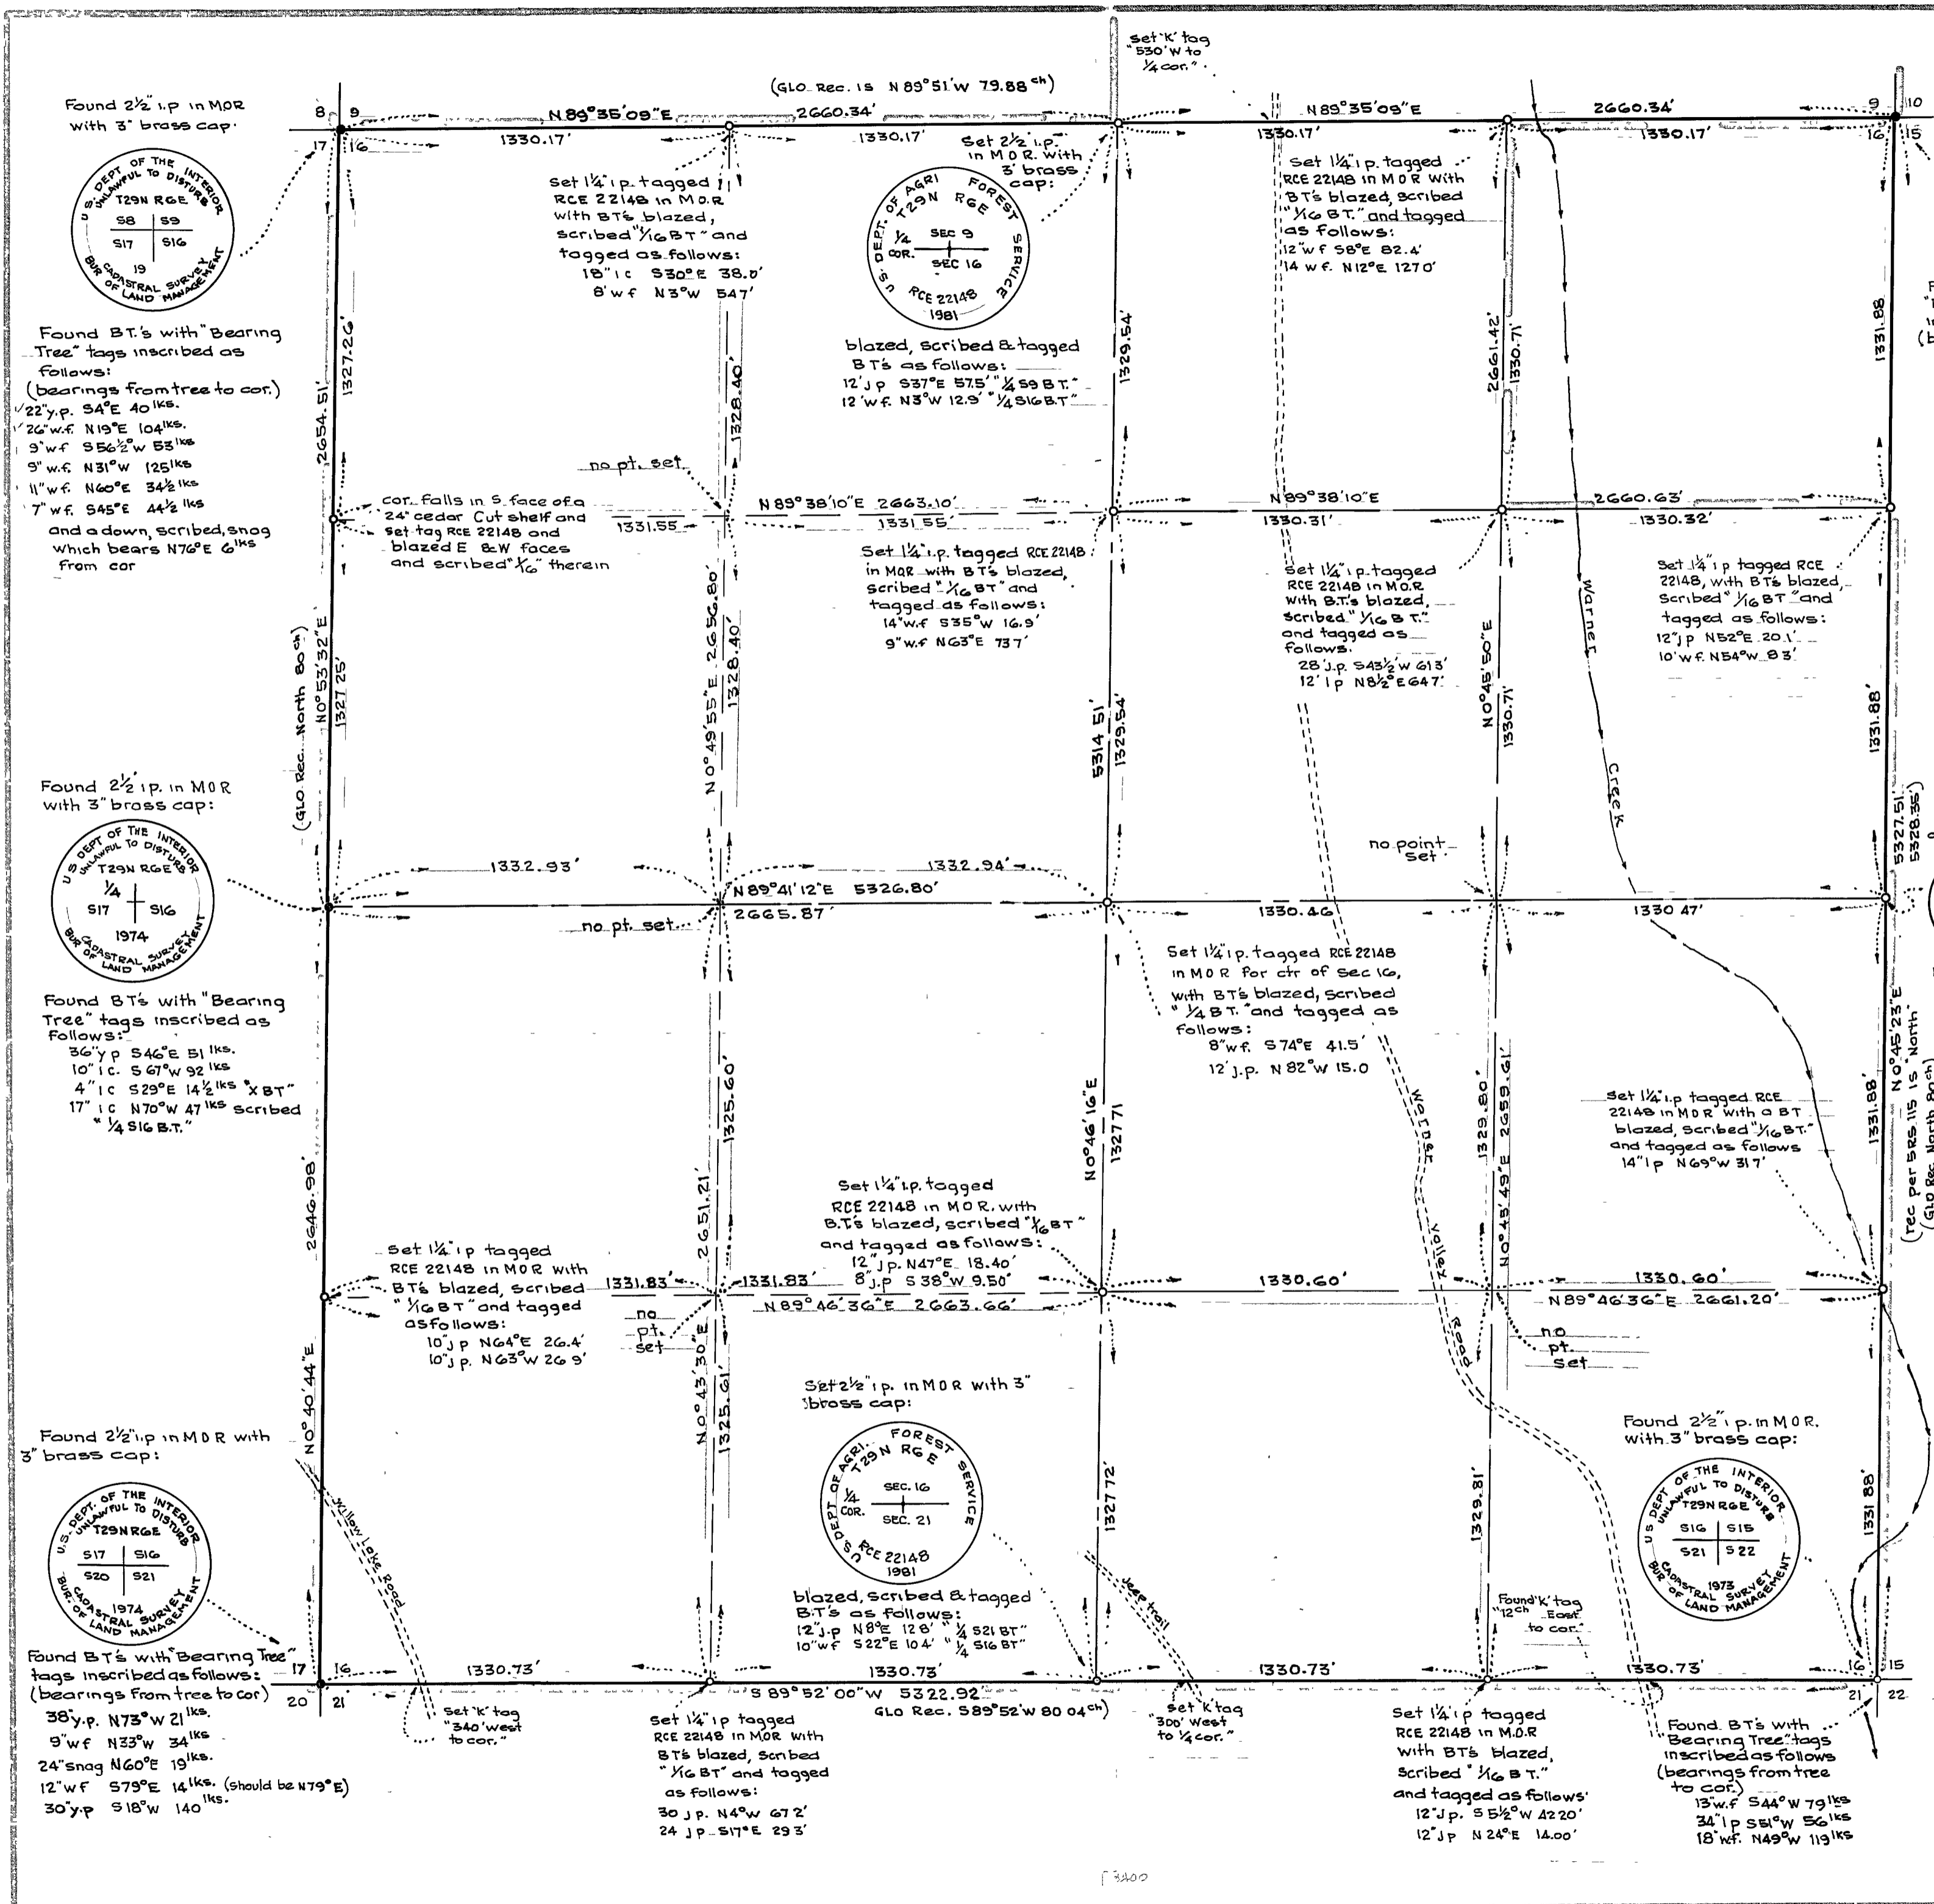 Set "K" tag
"530' W to
1/4 cor."
(GLO Rec. is N 89°51' W 79.88 ch)
8 9
17 16
N 89°35'09" E
2660.34'
1330.17'
1330.17'
N 89°35'09" E
2660.34'
1330.17'
1330.17'
9 10
16 15
Found 2½" i.p in MOR
with 3" brass cap.
U.S. DEPT OF THE INTERIOR
UNLAWFUL TO DISTURB
T29N R6E
S8 S9
S17 S16
19
CADASTRAL SURVEY
BUR OF LAND MANAGEMENT
Found B.T.'s with "Bearing
Tree" tags inscribed as
follows:
(bearings from tree to cor.)
22" y.p. S4°E 40 lks.
26" w.f. N19°E 104 lks.
9" w f S56½°W 53 lks
9" w.f. N31°W 125 lks
11" w f. N60°E 34½ lks
7" w f. S45°E 44½ lks
and a down, scribed, snag
which bears N76°E 6 lks
from cor
Set 1¼" i.p. tagged
RCE 22148 in M.O.R
with BT's blazed,
scribed "1/16 BT" and
tagged as follows:
18" i c S30°E 38.0'
8' w f N3°W 547'
Set 2½" i.p.
in M O R. with
3' brass
cap:
U.S. DEPT. OF AGRI FOREST SERVICE
T29N R6E
1/4 COR.
SEC 9
SEC 16
RCE 22148
1981
blazed, scribed & tagged
BT's as follows:
12' j p S37°E 57.5' "1/4 S9 B T."
12' w f. N3°W 12.9' "1/4 S16 B.T"
Set 1¼" i p. tagged
RCE 22148 in M O R with
BT's blazed, scribed
"1/16 B T." and tagged
as follows:
12" w f S8°E 82.4'
14 w f. N12°E 127 0'
2654.51'
1327.26'
1328.40'
1329.54'
2661.42'
1330.71'
1331.88
no pt. set
cor. falls in S face of a
24" cedar Cut shelf and
set tag RCE 22148 and
blazed E & W faces
and scribed "1/16" therein
1331.55
N 89°38'10" E 2663.10'
1331.55'
N 89°38'10" E
2660.63'
1330.31'
1330.32'
Set 1¼" i.p. tagged RCE 22148
in MOR with BT's blazed,
scribed "1/16 BT" and
tagged as follows:
14" w.f S35°W 16.9'
9" w.f N63°E 73 7'
Set 1¼" i p tagged
RCE 22148 in M.O.R
with B.T.'s blazed,
scribed "1/16 B T."
and tagged as
follows.
28' J.p. S43½°W 61 3'
12' l p N8½°E 64 7'
Set 1¼" i p tagged RCE
22148, with BT's blazed,
scribed "1/16 BT" and
tagged as follows:
12" j p N52°E 20.1'
10' w f. N54°W 8 3'
Warner
Creek
(GLO Rec. North 80 ch)
N0°53'32" E
1327 25'
N0°49'55" E 2656.80'
1328.40'
5314 51'
1329.54'
N0°45'50" E
1330.71'
1331.88'
5327.51'
5328.35')
Found 2½" i p. in M O R
with 3" brass cap:
U S DEPT OF THE INTERIOR
UNLAWFUL TO DISTURB
T29N R6E
1/4
S17 S16
1974
CADASTRAL SURVEY
BUR OF LAND MANAGEMENT
Found BT's with "Bearing
Tree" tags inscribed as
follows:
36" y p S46°E 51 lks.
10" i c. S 67°W 92 lks
4" i c S29°E 14½ lks "X BT"
17" i c N70°W 47 lks scribed
"1/4 S16 B.T."
1332.93'
1332.94'
N 89°41'12" E 5326.80'
2665.87'
no pt. set
no point
set
1330.46
1330 47'
Set 1¼" i p. tagged RCE 22148
in M O R for ctr of Sec 16,
with BT's blazed, scribed
"1/4 B T." and tagged as
follows:
8" w f. S74°E 41.5'
12' j.p. N 82°W 15.0
N0°45'23" E
(rec per 5 RS 115 is "North"
(GLO Rec North 80 ch)
2646.98'
1325.60'
N0°46'16" E
1327 71
1329.80'
N0°45'49" E 2659.61'
1331.88'
Warner
Valley
Road
Set 1¼" i.p tagged RCE
22148 in M O R with a BT
blazed, scribed "1/16 BT."
and tagged as follows
14" l p N69°W 31 7'
Set 1¼" i.p. tagged
RCE 22148 in M O R. with
B.T.'s blazed, scribed "1/16 BT"
and tagged as follows:
12" j p. N47°E 18.40'
8" j.p S 38°W 9.50'
Set 1¼" i p tagged
RCE 22148 in M O R with
BT's blazed, scribed
"1/16 BT" and tagged
as follows:
10" j p N64°E 26.4'
10" j p. N63°W 26 9'
2651.21'
1331.83'
1331.83'
N 89°46'36" E 2663.66'
1330.60'
1330.60'
N 89°46'36" E 2661.20'
no
pt.
set
no
pt.
set
N0°40'44" E
N0°43'30" E
1325.61'
1327 72'
1329.81'
1331 88'
Found 2½" i.p in M O R with
3" brass cap:
U.S. DEPT. OF THE INTERIOR
UNLAWFUL TO DISTURB
T29N R6E
S17 S16
S20 S21
1974
CADASTRAL SURVEY
BUR. OF LAND MANAGEMENT
Found BT's with "Bearing Tree"
tags inscribed as follows:
(bearings from tree to cor)
38" y.p. N73°W 21 lks.
9" w f N33°W 34 lks
24" snag N60°E 19 lks.
12" w f S79°E 14 lks. (should be N79°E)
30" y.p S18°W 140 lks.
Willow Lake Road
Set 2½" i p. in M O R with 3"
brass cap:
U S DEPT OF AGRI. FOREST SERVICE
T29N R6E
1/4 COR.
SEC. 16
SEC. 21
RCE 22148
1981
blazed, scribed & tagged
B.T's as follows:
12" j.p N8°E 12 8' "1/4 S21 BT"
10" w f S22°E 10 4' "1/4 S16 BT"
Jeep trail
Found 2½" i p. in M O R.
with 3" brass cap:
U S DEPT OF THE INTERIOR
UNLAWFUL TO DISTURB
T29N R6E
S16 S15
S21 S22
1973
CADASTRAL SURVEY
BUR OF LAND MANAGEMENT
Found "K" tag
"12 ch East
to cor."
17 16
20 21
1330.73'
1330.73'
1330.73'
1330.73'
16 15
21 22
S 89°52'00" W 5322.92'
GLO Rec. S89°52' W 80 04 ch)
Set "K" tag
"340' West
to cor."
Set 1¼" i p tagged
RCE 22148 in M O R with
BT's blazed, scribed
"1/16 BT" and tagged
as follows:
30 j p. N4°W 67 2'
24 j p S17°E 29 3'
Set "K" tag
"300' West
to 1/4 cor."
Set 1¼" i p tagged
RCE 22148 in M.O.R
with BT's blazed,
scribed "1/16 B T."
and tagged as follows'
12" j p. S 5½°W 42 20'
12" j p N 24°E 14.00'
Found BT's with
"Bearing Tree" tags
inscribed as follows
(bearings from tree
to cor.)
13" w.f S44°W 79 lks
34" l p S51°W 56 lks
18" w.f. N49°W 119 lks